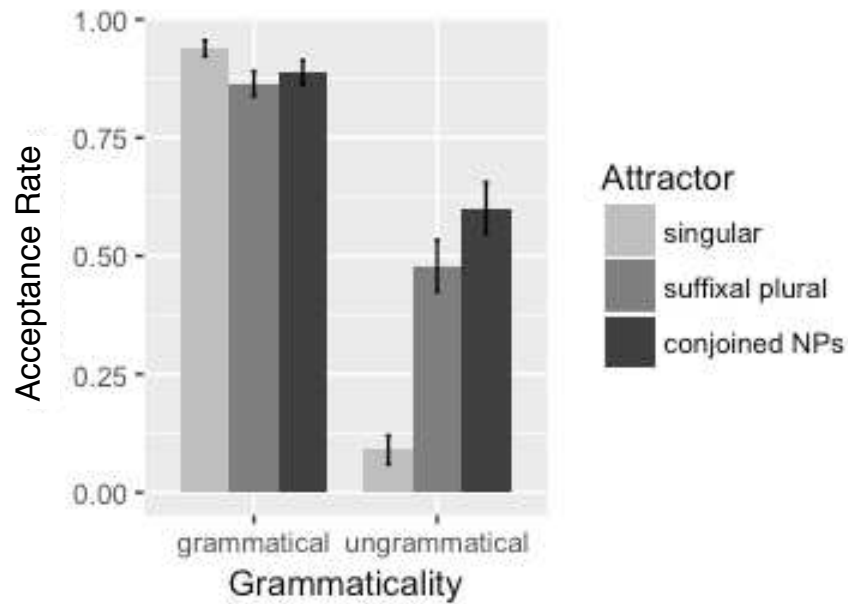 Acceptance Rate
1.00
0.75
0.50
0.25
0.00
grammatical ungrammatical
Grammaticality
Attractor
singular
suffixal plural
conjoined NPs